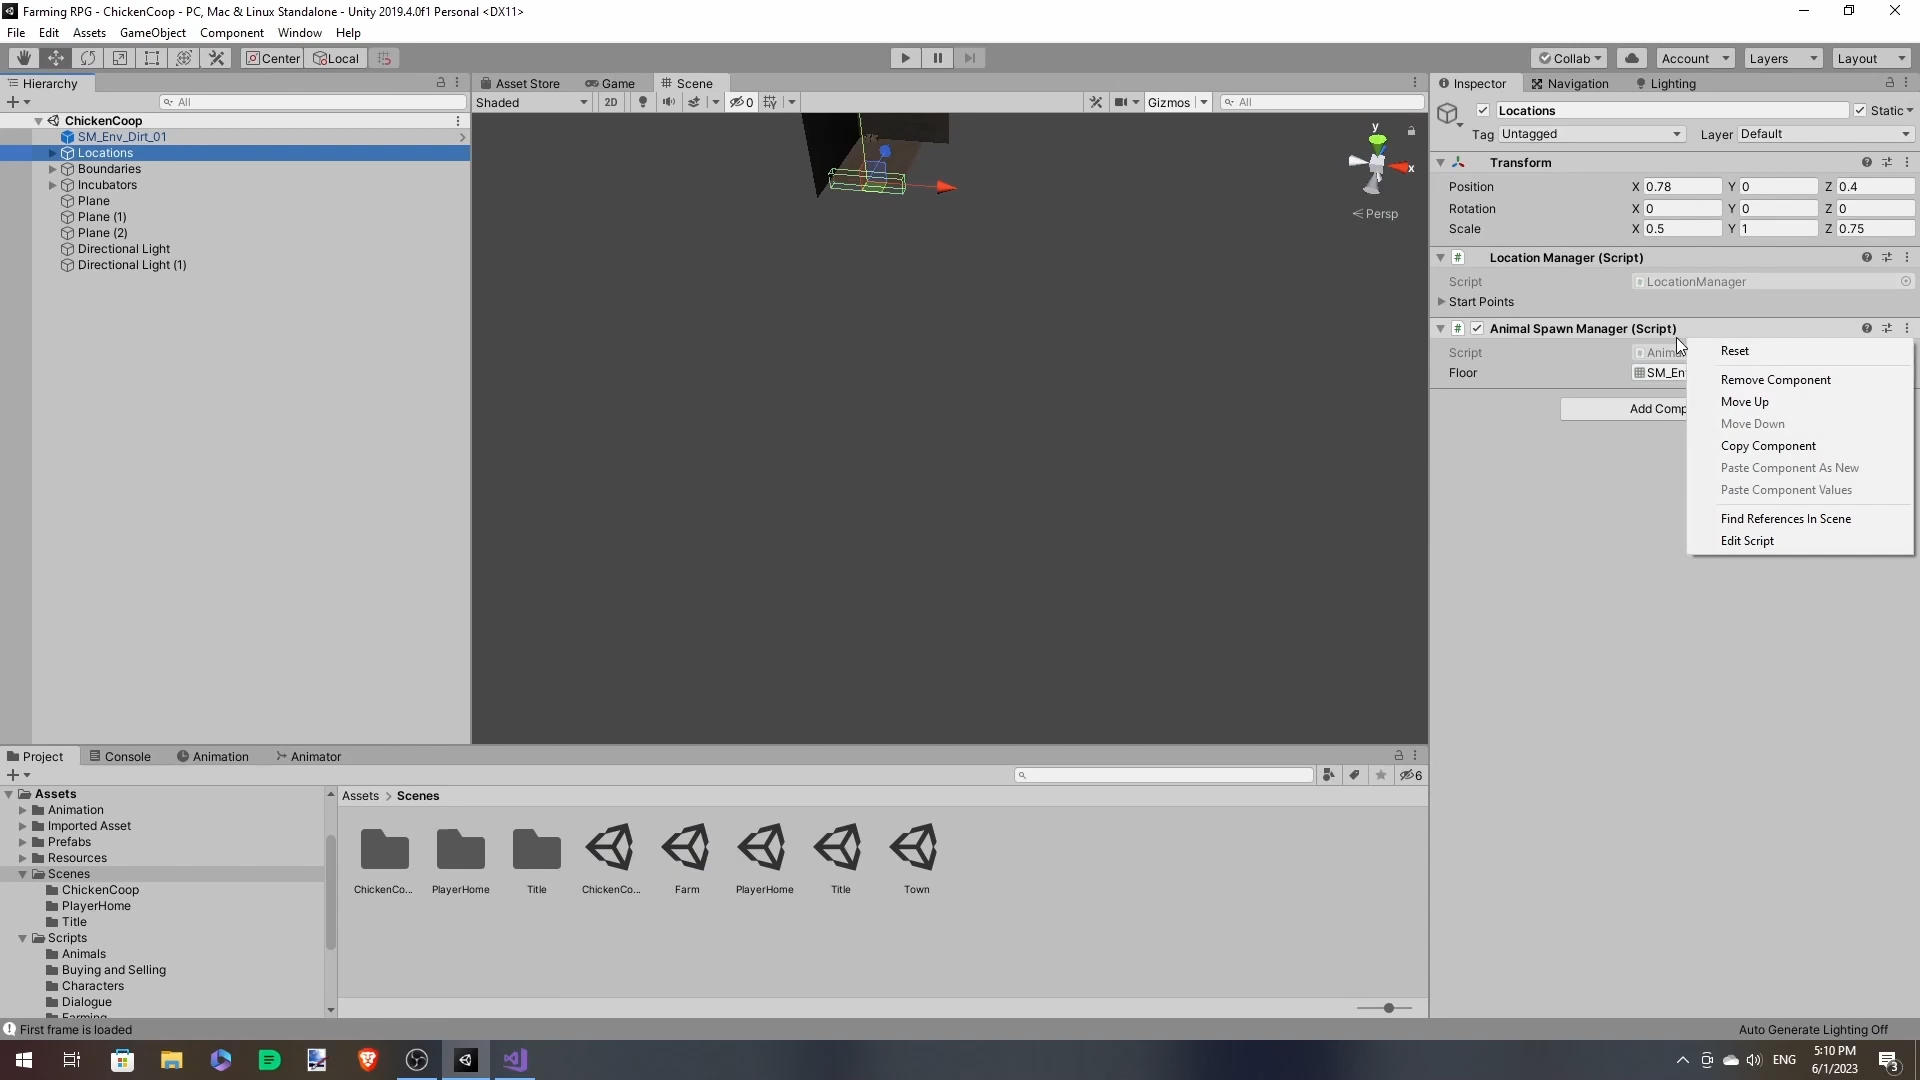 Farming RPG - ChickenCoop - PC, Mac & Linux Standalone - Unity 2019.4.0f1 Personal <DX11>
File Edit Assets GameObject Component Window Help
Center Local Collab Account Layers Layout
Hierarchy
All
ChickenCoop
SM_Env_Dirt_01
Locations
Boundaries
Incubators
Plane
Plane (1)
Plane (2)
Directional Light
Directional Light (1)
Asset Store Game Scene
Shaded 2D 0 Gizmos All
y
x
Persp
Inspector Navigation Lighting
Locations Static
Tag Untagged Layer Default
Transform
Position X 0.78 Y 0 Z 0.4
Rotation X 0 Y 0 Z 0
Scale X 0.5 Y 1 Z 0.75
# Location Manager (Script)
Script LocationManager
Start Points
# Animal Spawn Manager (Script)
Script Anim
Floor SM_En
Add Comp
Reset
Remove Component
Move Up
Move Down
Copy Component
Paste Component As New
Paste Component Values
Find References In Scene
Edit Script
Project Console Animation Animator
6
Assets
Animation
Imported Asset
Prefabs
Resources
Scenes
ChickenCoop
PlayerHome
Title
Scripts
Animals
Buying and Selling
Characters
Dialogue
Farming
Assets > Scenes
ChickenCo... PlayerHome Title ChickenCo... Farm PlayerHome Title Town
First frame is loaded
Auto Generate Lighting Off
ENG
5:10 PM
6/1/2023
3